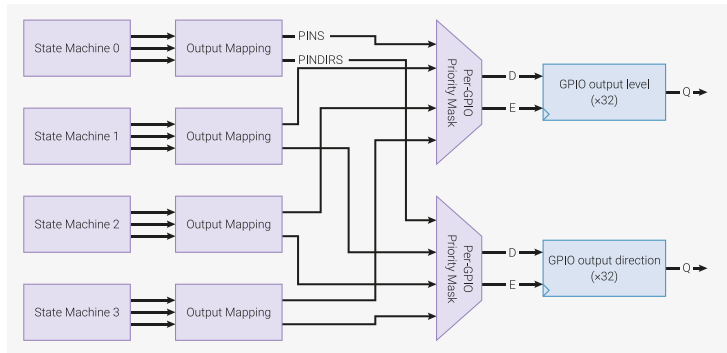 State Machine 0
Output Mapping
PINS
PINDIRS
State Machine 1
Output Mapping
State Machine 2
Output Mapping
State Machine 3
Output Mapping
Per-GPIO
Priority Mask
D
E
GPIO output level
(×32)
Q
Per-GPIO
Priority Mask
D
E
GPIO output direction
(×32)
Q